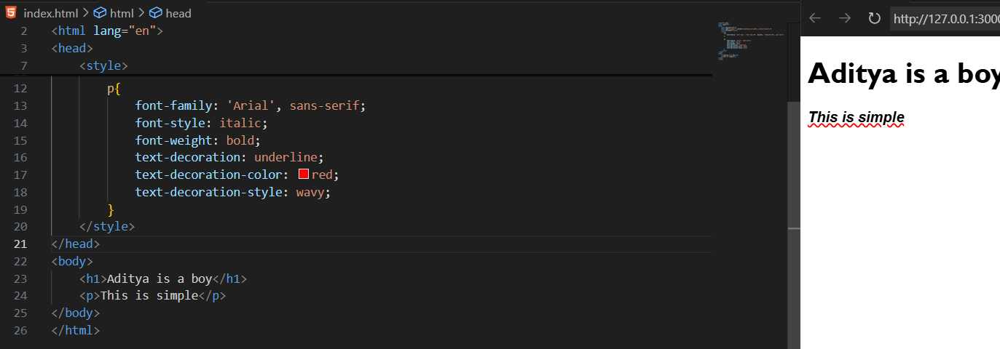 index.html > html > head
2 <html lang="en">
3 <head>
7 <style>
12 p{
13 font-family: 'Arial', sans-serif;
14 font-style: italic;
15 font-weight: bold;
16 text-decoration: underline;
17 text-decoration-color: red;
18 text-decoration-style: wavy;
19 }
20 </style>
21 </head>
22 <body>
23 <h1>Aditya is a boy</h1>
24 <p>This is simple</p>
25 </body>
26 </html>
http://127.0.0.1:3000
Aditya is a boy
This is simple